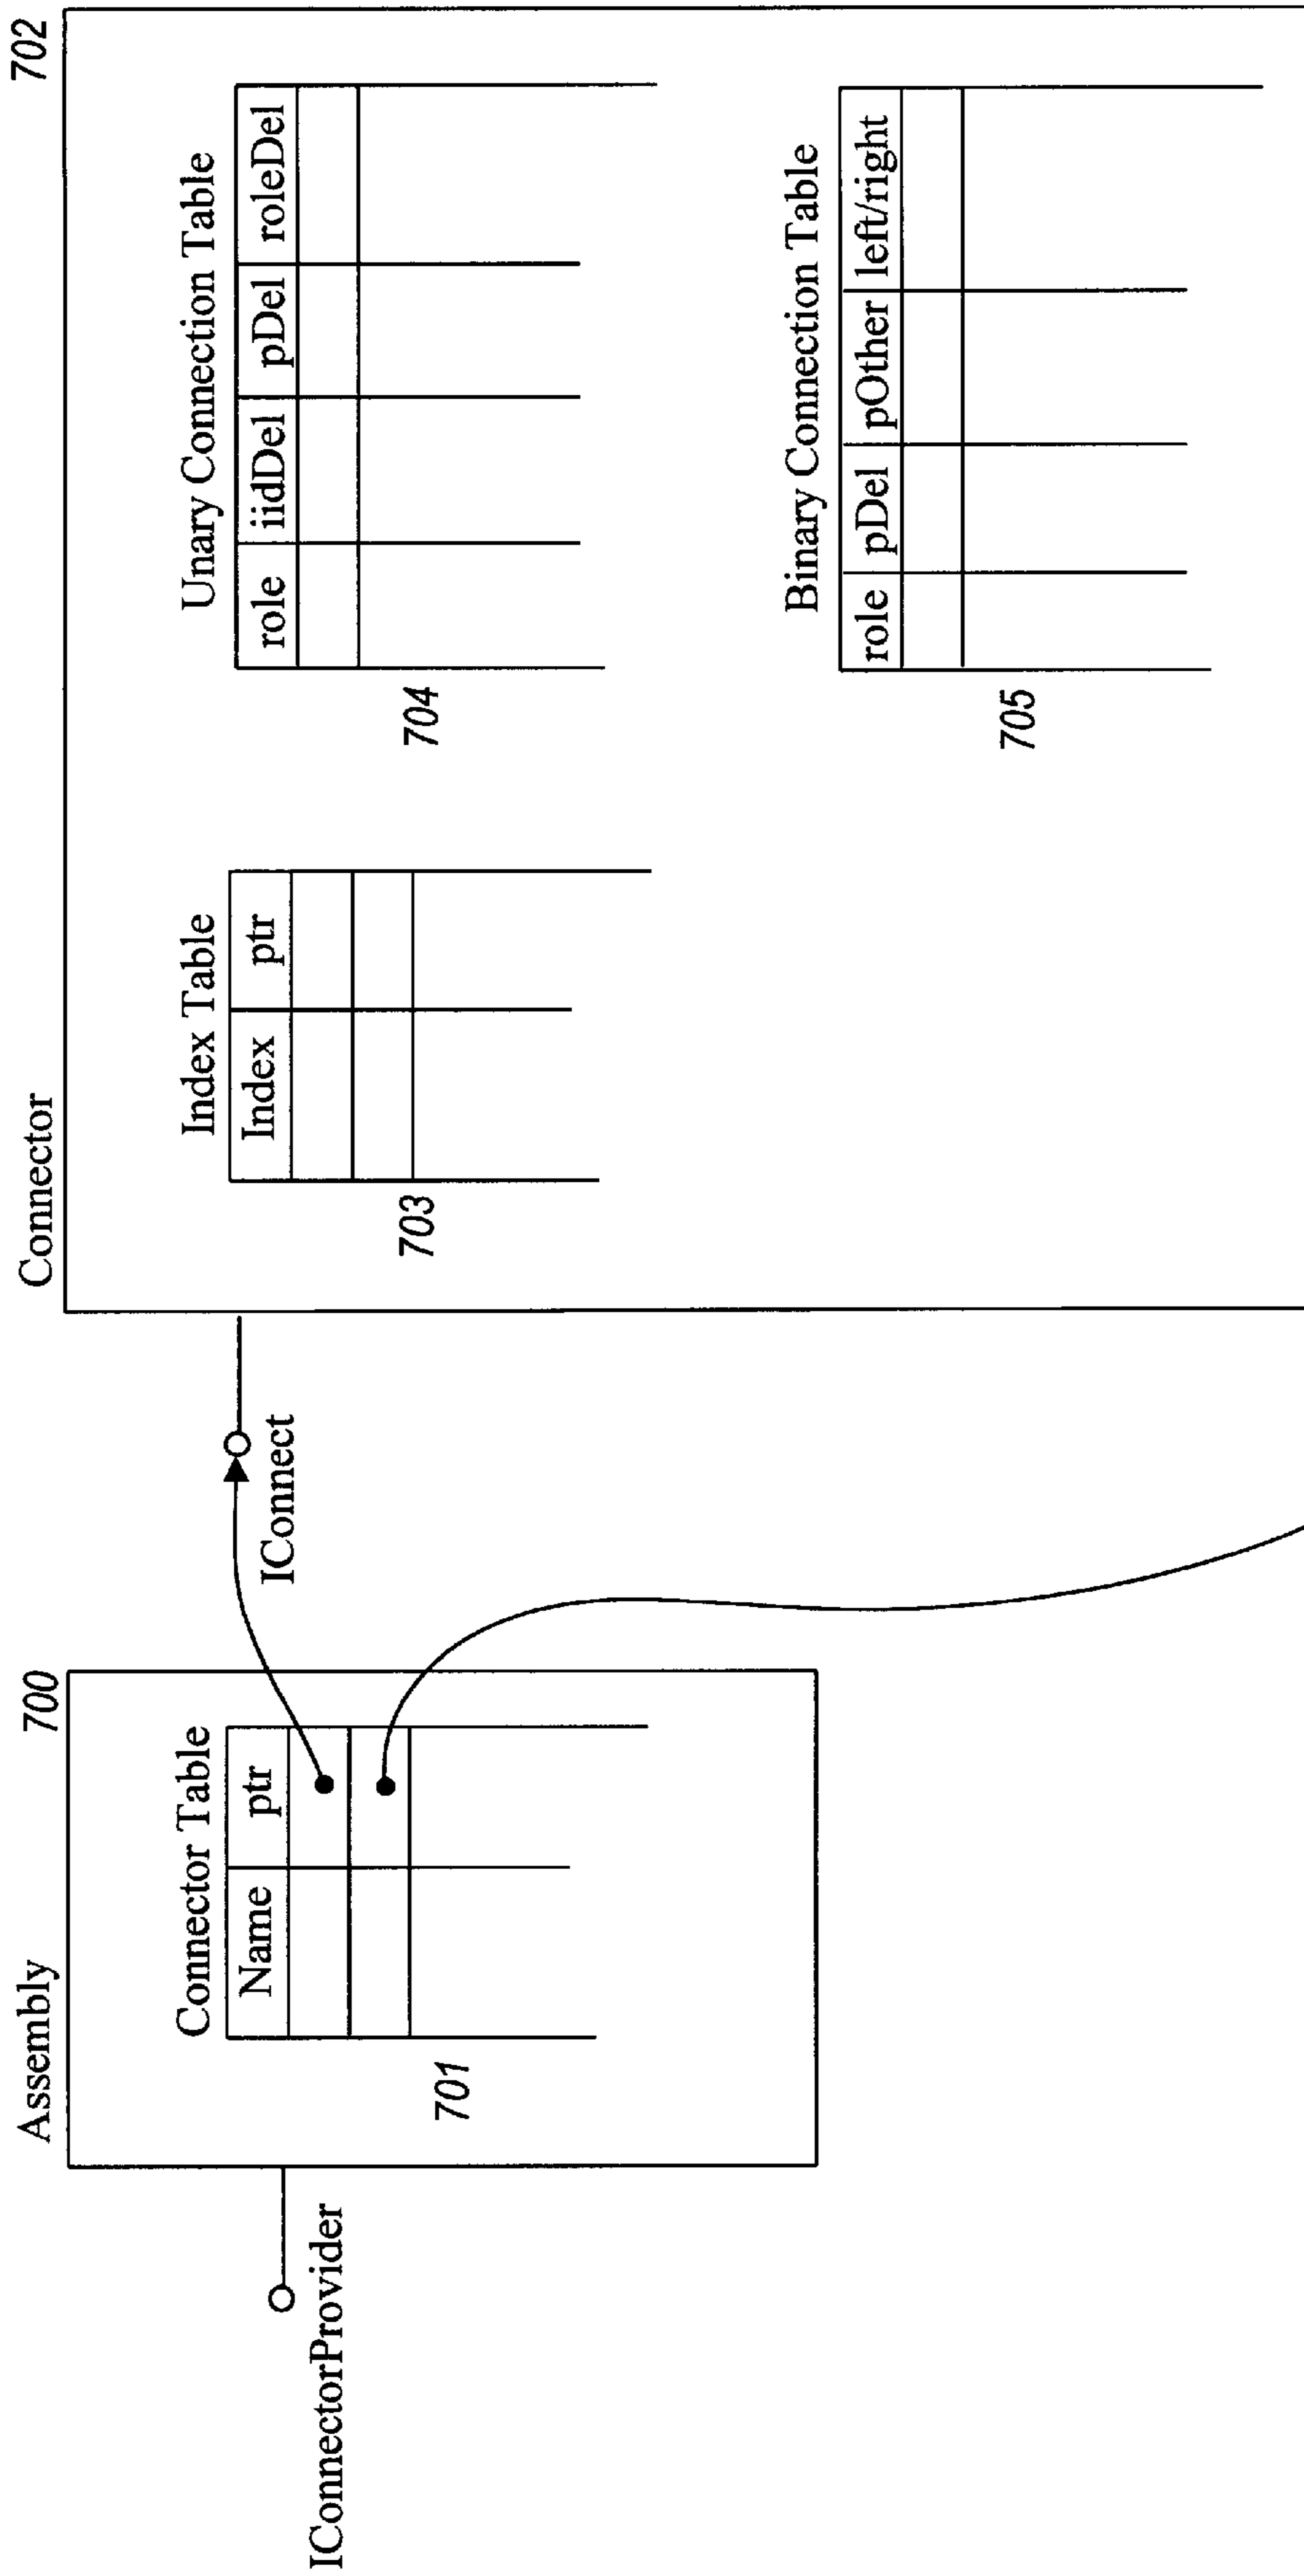 Assembly
700
Connector
702
Connector Table
Name ptr
701
IConnectorProvider
IConnect
Index Table
Index ptr
703
Unary Connection Table
role iidDel pDel roleDel
704
Binary Connection Table
role pDel pOther left/right
705